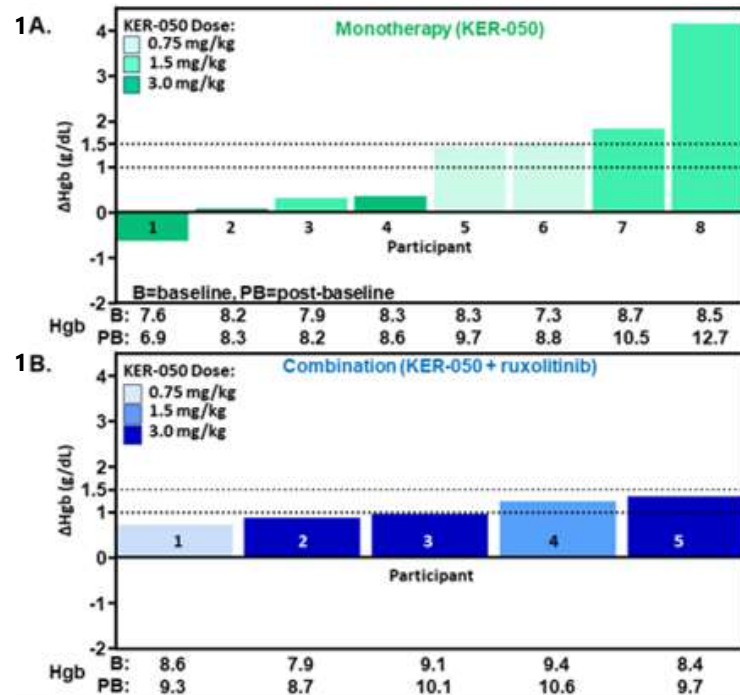 1A.
KER-050 Dose:
0.75 mg/kg
1.5 mg/kg
3.0 mg/kg
Monotherapy (KER-050)
ΔHgb (g/dL)
4
3
2
1.5
1
0
-1
-2
1 2 3 4 5 6 7 8
Participant
B=baseline, PB=post-baseline
Hgb
B: 7.6 8.2 7.9 8.3 8.3 7.3 8.7 8.5
PB: 6.9 8.3 8.2 8.6 9.7 8.8 10.5 12.7
1B.
KER-050 Dose:
0.75 mg/kg
1.5 mg/kg
3.0 mg/kg
Combination (KER-050 + ruxolitinib)
ΔHgb (g/dL)
4
3
2
1.5
1
0
-1
-2
1 2 3 4 5
Participant
Hgb
B: 8.6 7.9 9.1 9.4 8.4
PB: 9.3 8.7 10.1 10.6 9.7